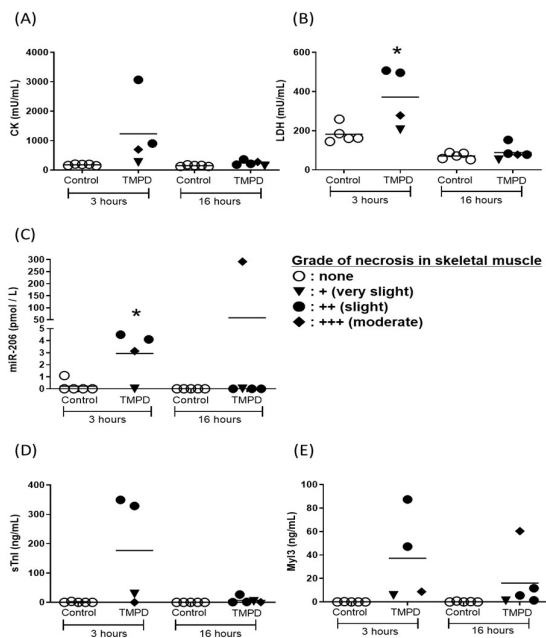 (A)
4000
3000
2000
1000
0
CK (mU/mL)
Control TMPD Control TMPD
3 hours 16 hours
(B)
600
400
200
0
LDH (mU/mL)
*
Control TMPD Control TMPD
3 hours 16 hours
(C)
300
250
200
150
100
50
5
4
3
2
1
0
miR-206 (pmol / L)
*
Control TMPD Control TMPD
3 hours 16 hours
Grade of necrosis in skeletal muscle
: none
: + (very slight)
: ++ (slight)
: +++ (moderate)
(D)
400
300
200
100
0
sTnI (ng/mL)
Control TMPD Control TMPD
3 hours 16 hours
(E)
100
80
60
40
20
0
Myl3 (ng/mL)
Control TMPD Control TMPD
3 hours 16 hours